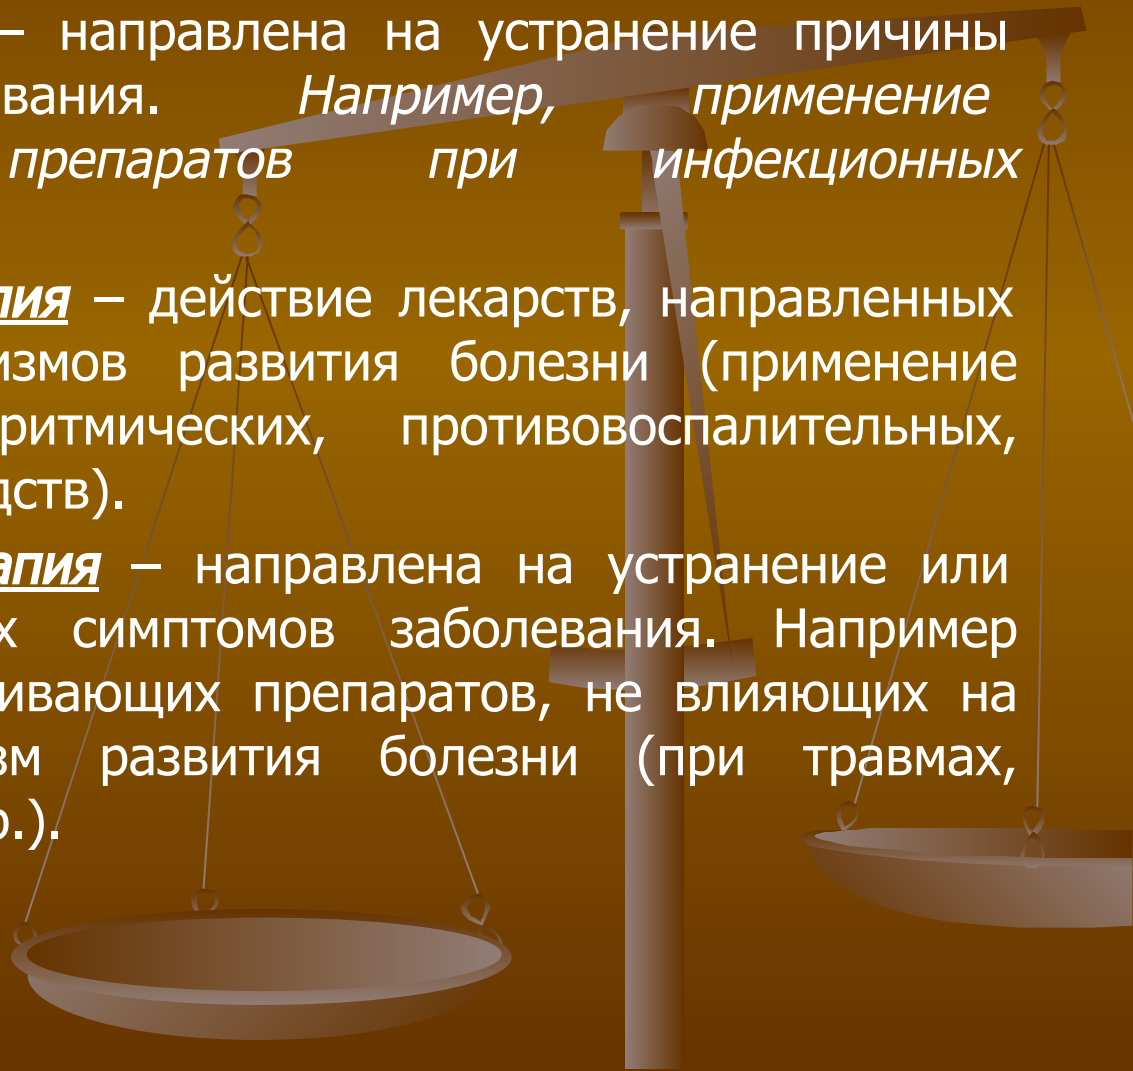 – направлена на устранение причины
вания. Например, применение
препаратов при инфекционных
пия – действие лекарств, направленных
измов развития болезни (применение
ритмических, противовоспалительных,
дств).
апия – направлена на устранение или
х симптомов заболевания. Например
ивающих препаратов, не влияющих на
зм развития болезни (при травмах,
р.).